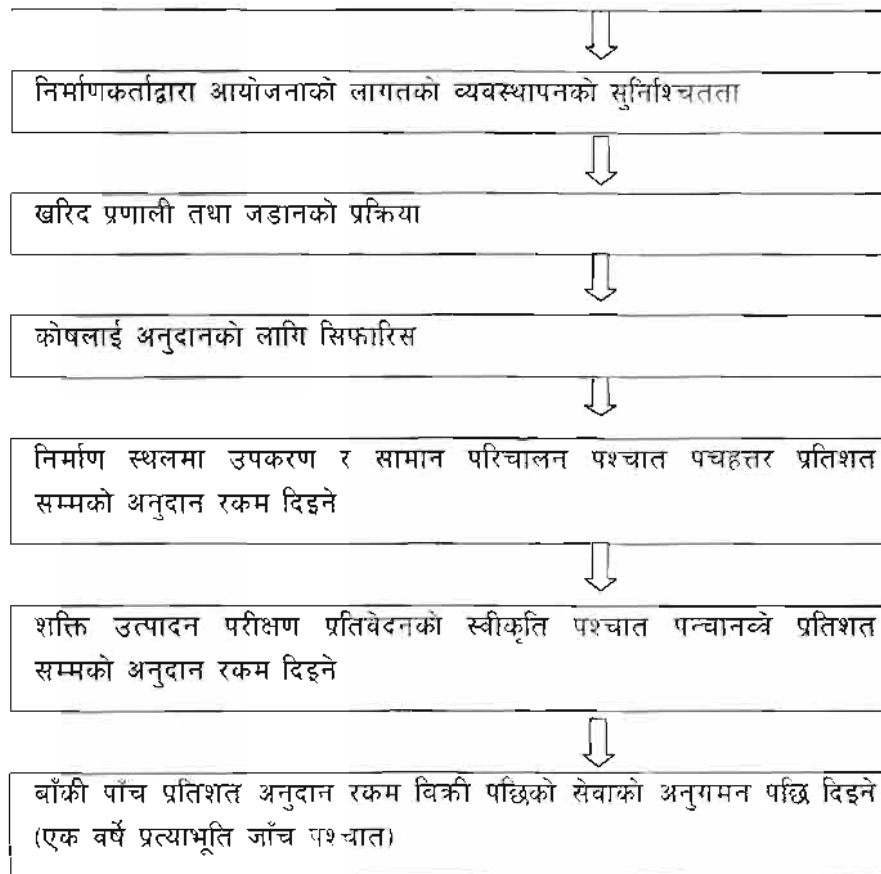 निर्माणकर्ताद्वारा आयोजनाको लागतको व्यवस्थापनको सुनिश्चितता
खरिद प्रणाली तथा जडानको प्रक्रिया
कोषलाई अनुदानको लागि सिफारिस
निर्माण स्थलमा उपकरण र सामान परिचालन पश्चात पचहत्तर प्रतिशत
सम्मको अनुदान रकम दिइने
शक्ति उत्पादन परीक्षण प्रतिवेदनको स्वीकृति पश्चात पन्चानव्वे प्रतिशत
सम्मको अनुदान रकम दिइने
बाँकी पाँच प्रतिशत अनुदान रकम विक्री पछिको सेवाको अनुगमन पछि दिइने
(एक वर्षे प्रत्याभूति जाँच पश्चात)